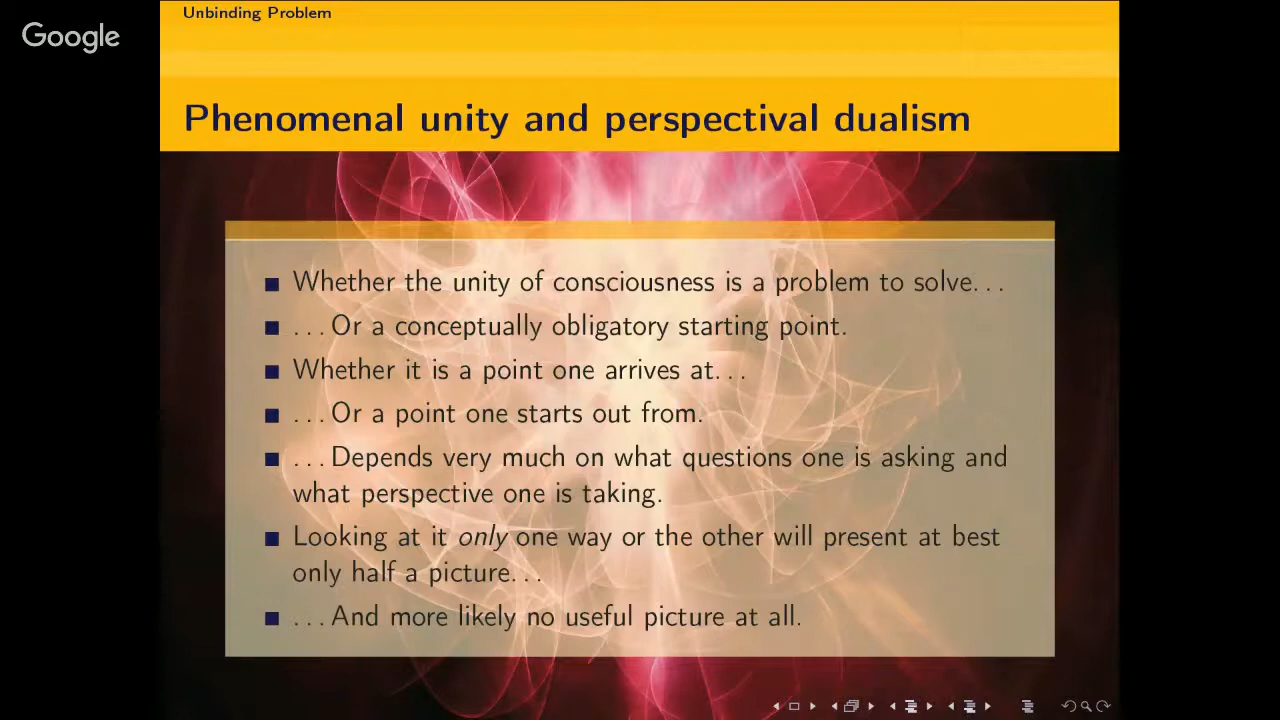 Google
Unbinding Problem
Phenomenal unity and perspectival dualism
Whether the unity of consciousness is a problem to solve...
...Or a conceptually obligatory starting point.
Whether it is a point one arrives at...
...Or a point one starts out from.
...Depends very much on what questions one is asking and
what perspective one is taking.
Looking at it only one way or the other will present at best
only half a picture...
...And more likely no useful picture at all.